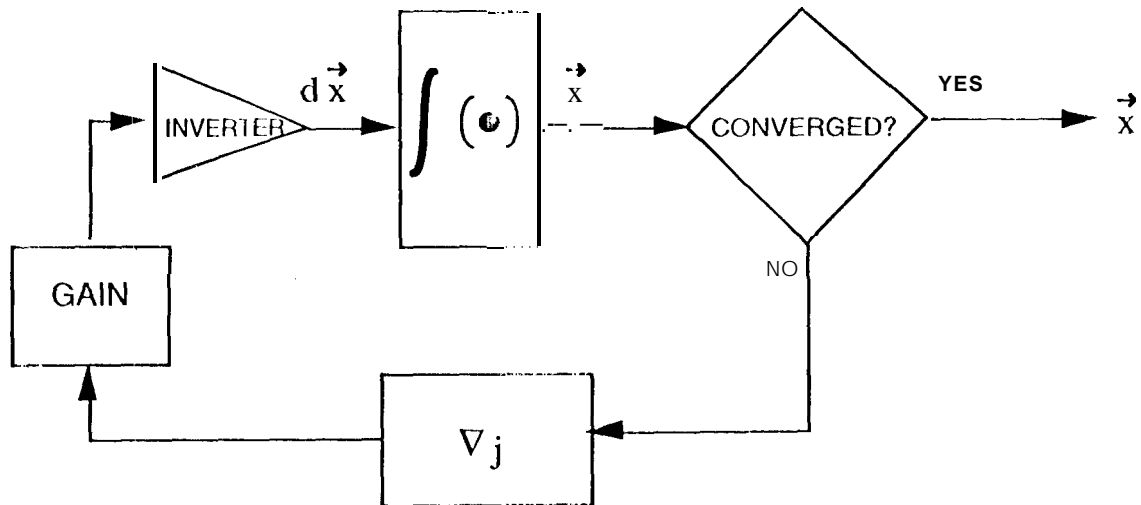 INVERTER
d x⃗
∫ (•)
x⃗
CONVERGED?
YES
x⃗
NO
GAIN
∇j